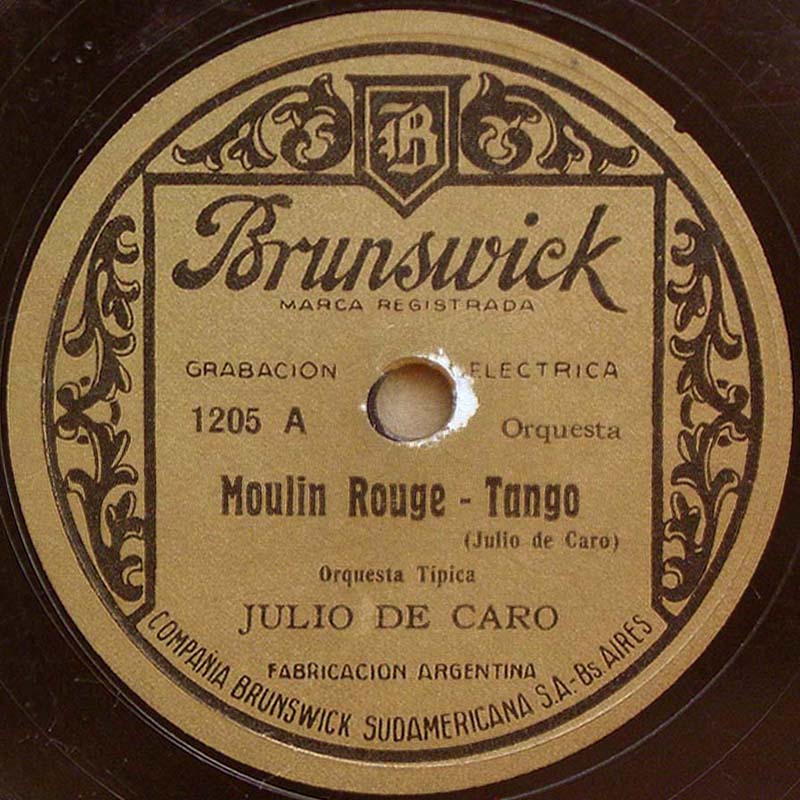 B
Brunswick
MARCA REGISTRADA
GRABACION ELECTRICA
1205 A Orquesta
Moulin Rouge - Tango
(Julio de Caro)
Orquesta Típica
JULIO DE CARO
FABRICACION ARGENTINA
COMPAÑIA BRUNSWICK SUDAMERICANA S.A.-Bs. AIRES